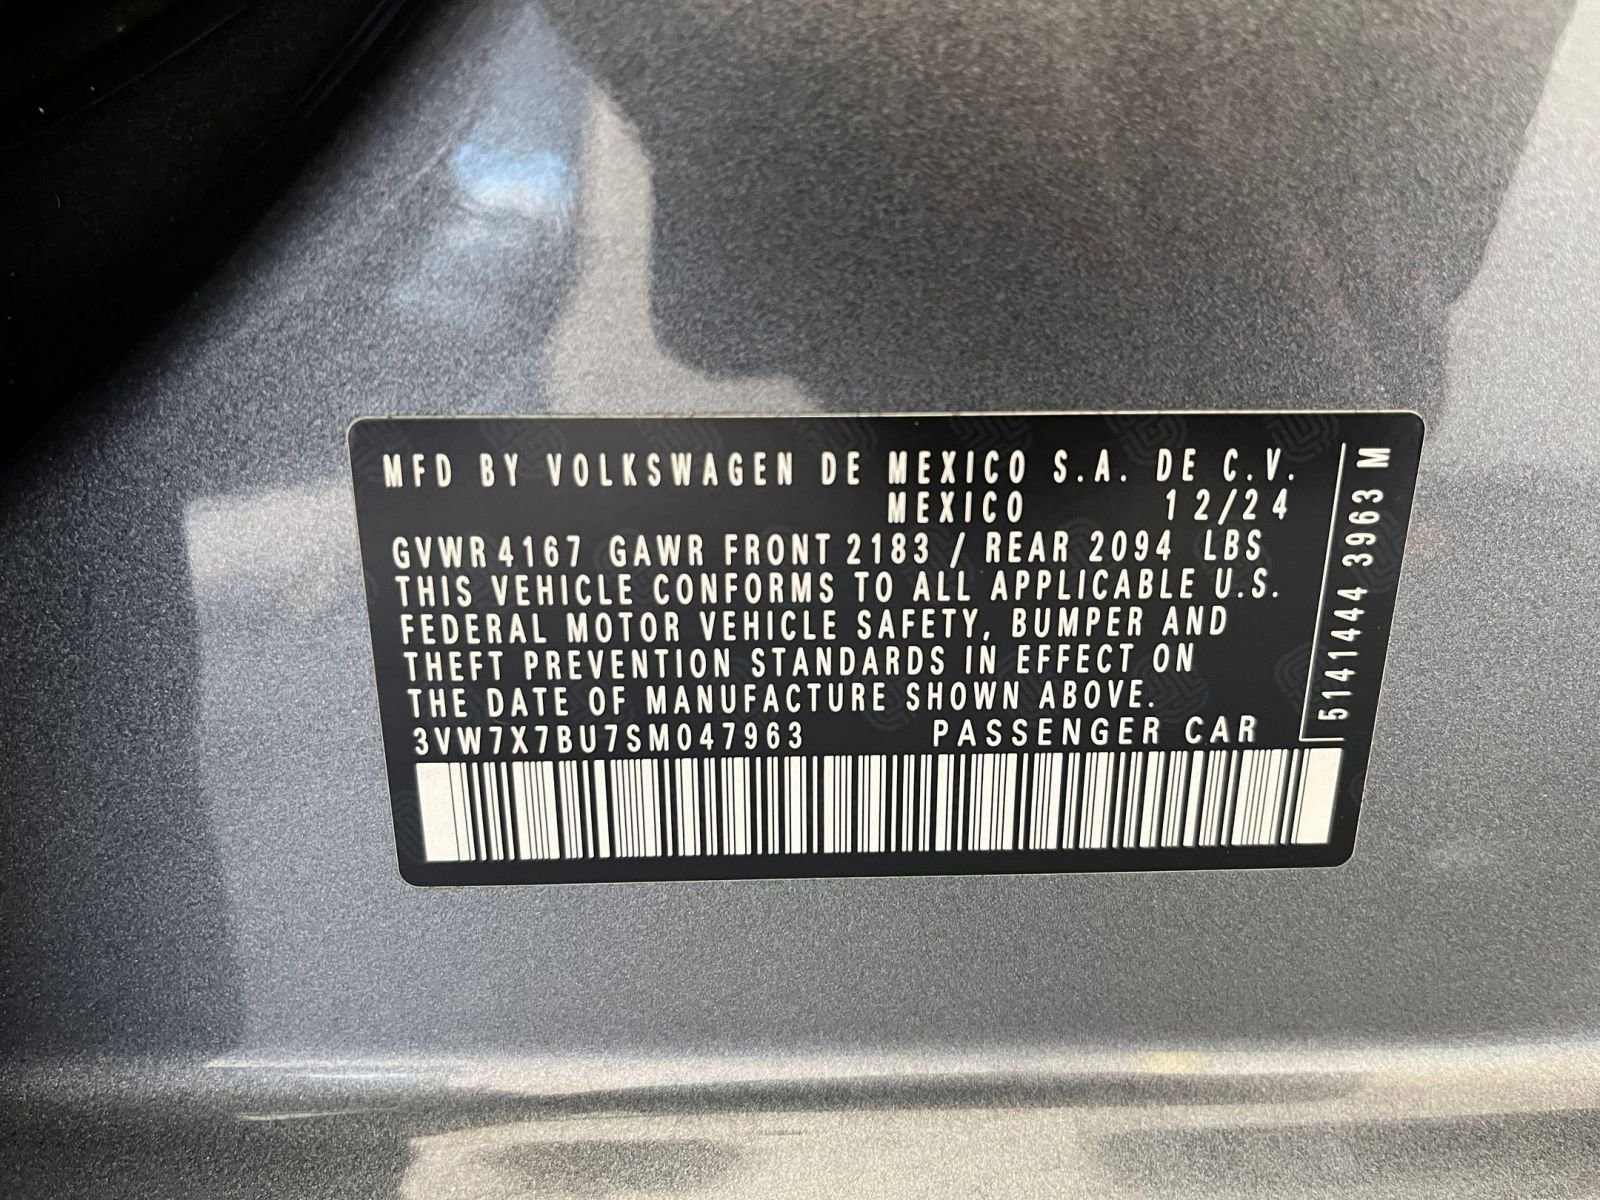 MFD BY VOLKSWAGEN DE MEXICO S.A. DE C.V.
MEXICO 12/24
GVWR 4167 GAWR FRONT 2183 / REAR 2094 LBS
THIS VEHICLE CONFORMS TO ALL APPLICABLE U.S.
FEDERAL MOTOR VEHICLE SAFETY, BUMPER AND
THEFT PREVENTION STANDARDS IN EFFECT ON
THE DATE OF MANUFACTURE SHOWN ABOVE.
3VW7X7BU7SM047963 PASSENGER CAR
5141444 3963 M